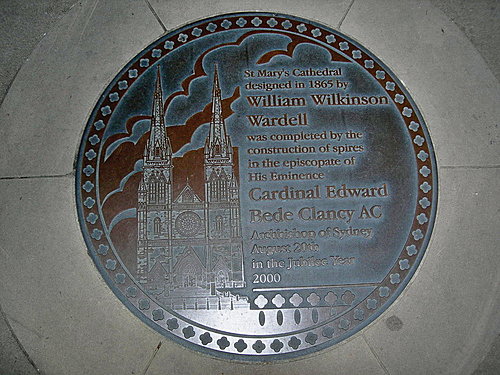 St Mary's Cathedral
designed in 1865 by
William Wilkinson
Wardell
was completed by the
construction of spires
in the episcopate of
His Eminence
Cardinal Edward
Bede Clancy AC
Archbishop of Sydney
August 20th
in the Jubilee Year
2000